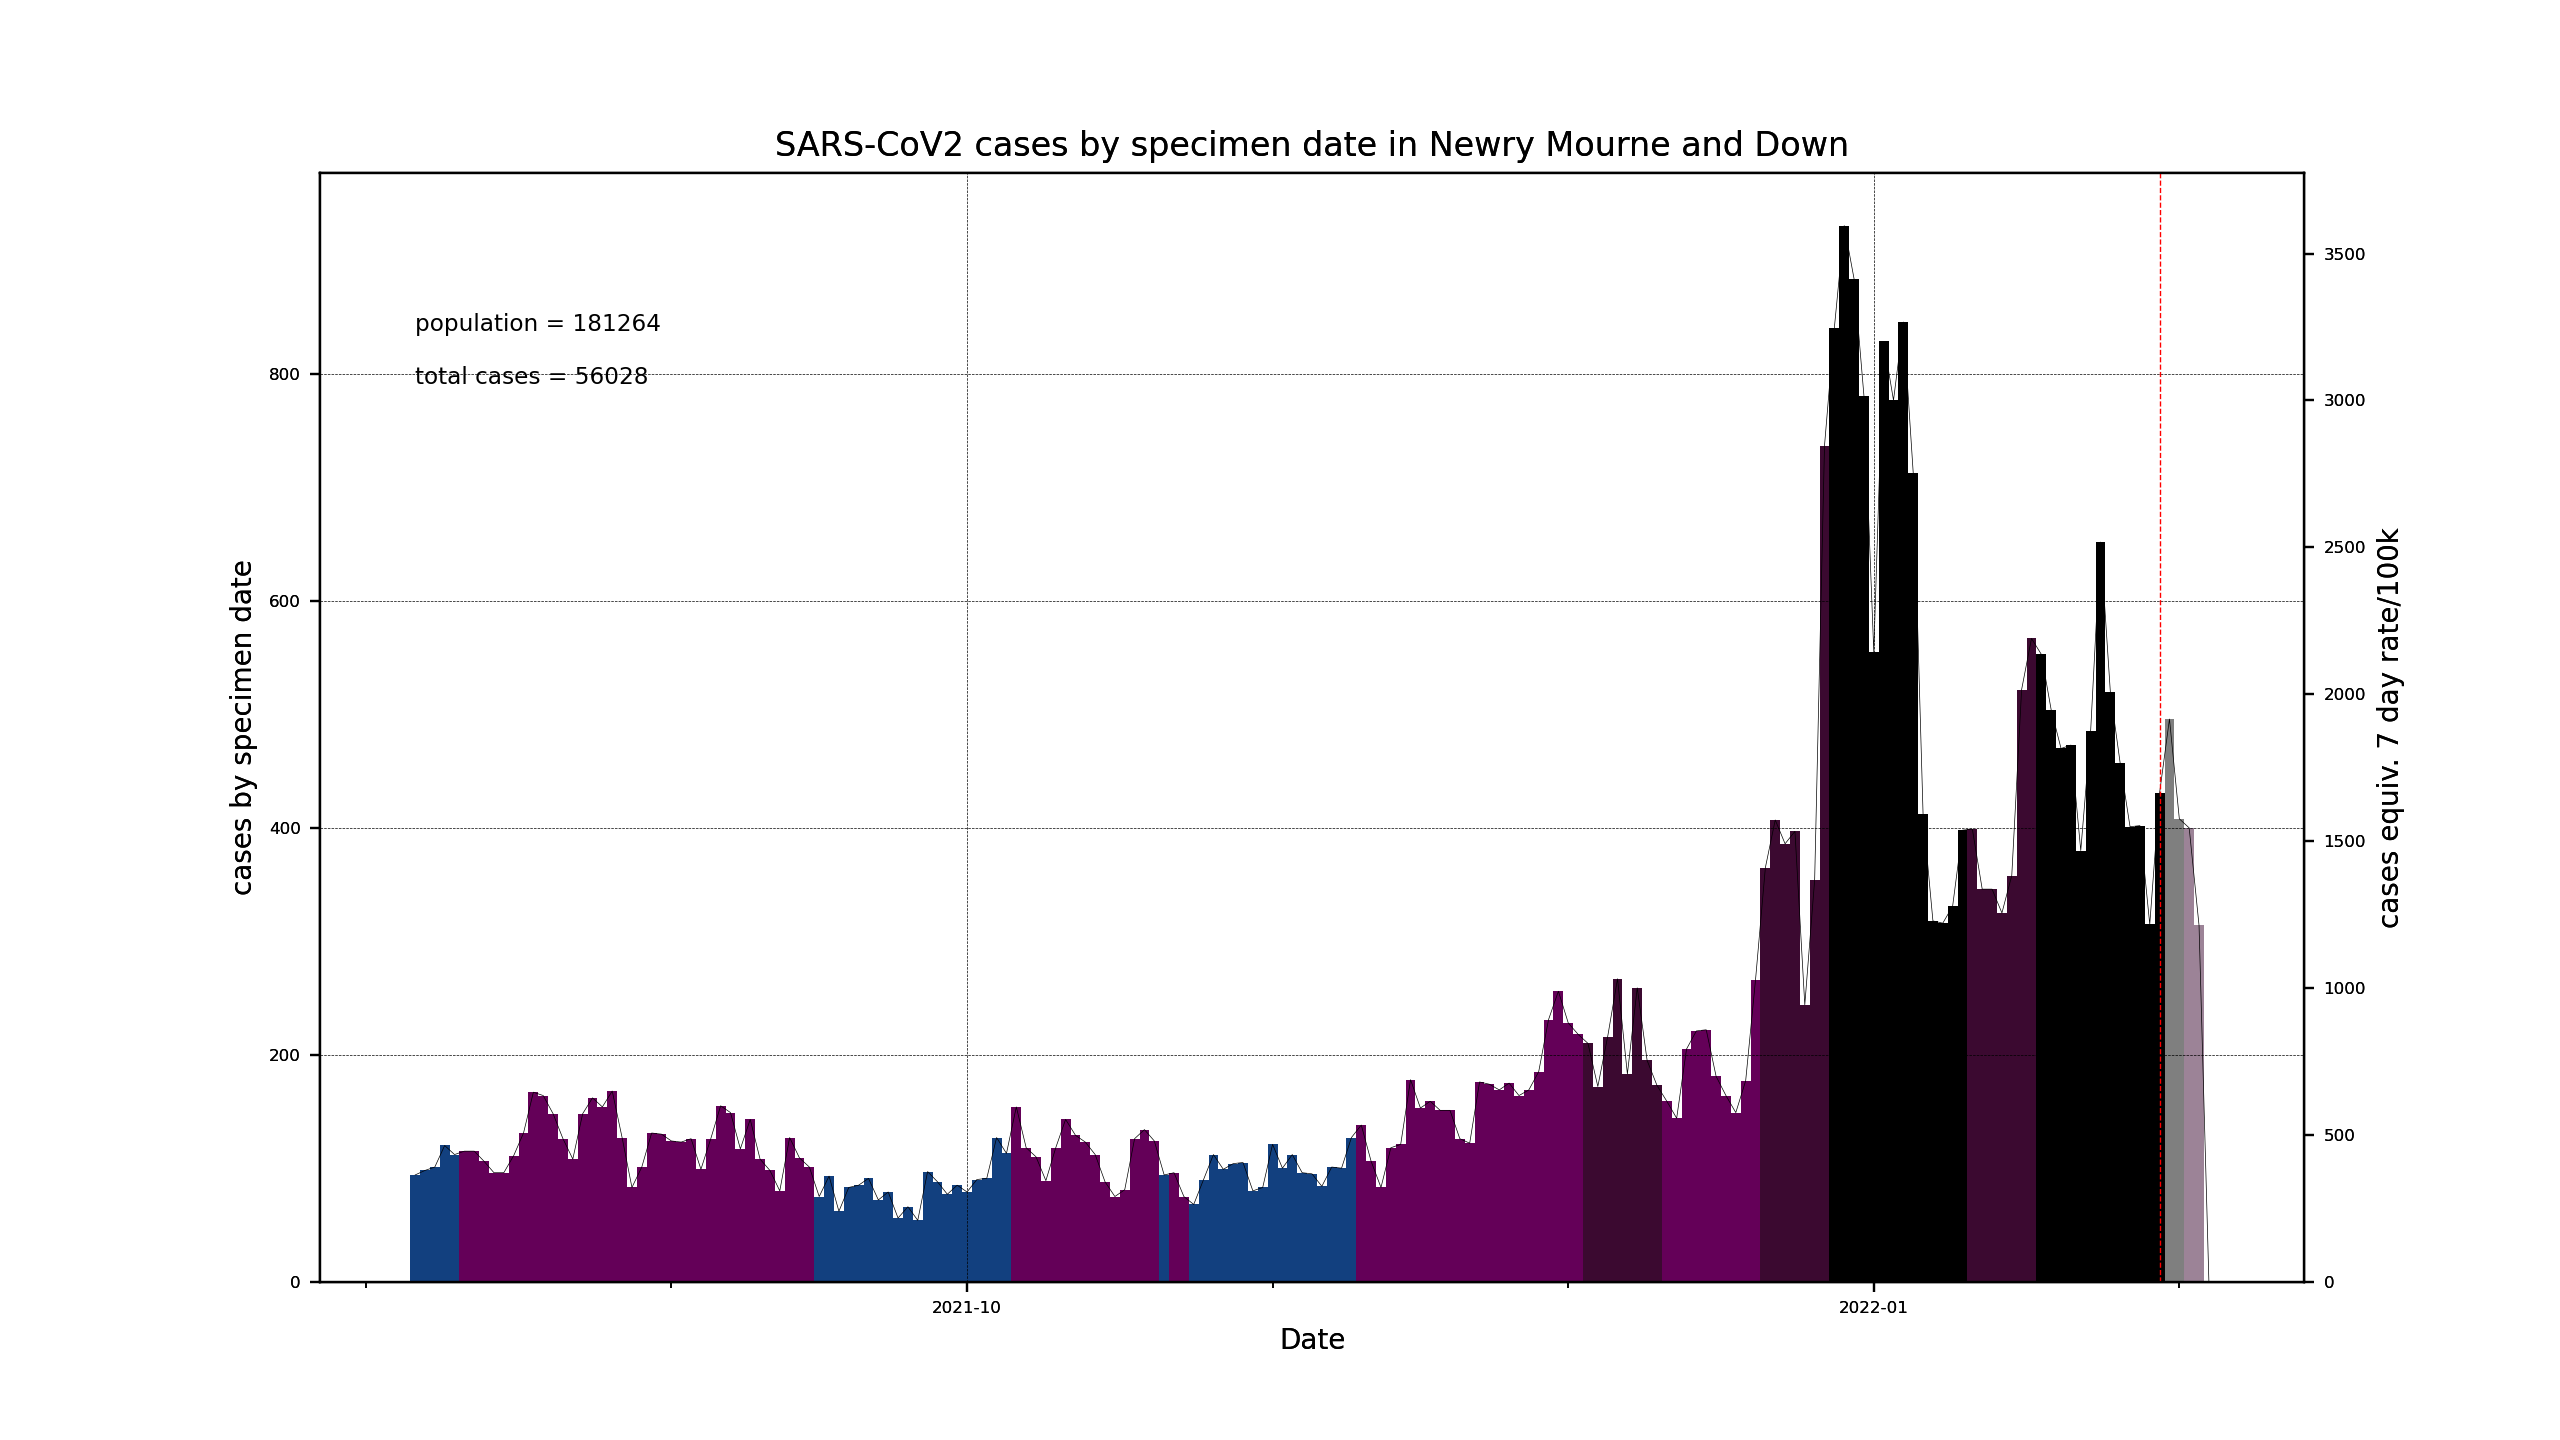 SARS-CoV2 cases by specimen date in Newry Mourne and Down
population = 181264
total cases = 56028
cases by specimen date
800
600
400
200
0
3500
3000
2500
2000
1500
1000
500
0
cases equiv. 7 day rate/100k
2021-10
2022-01
Date